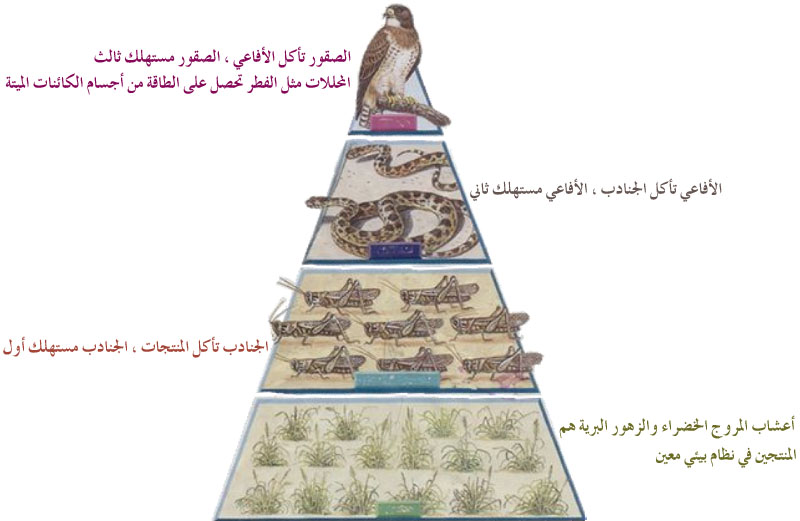 الصقور تأكل الأفاعي ، الصقور مستهلك ثالث
المحللات مثل الفطر تحصل على الطاقة من أجسام الكائنات الميتة
الأفاعي تأكل الجنادب ، الأفاعي مستهلك ثاني
الجنادب تأكل المنتجات ، الجنادب مستهلك أول
أعشاب المروج الخضراء والزهور البرية هم
المنتجين في نظام بيئي معين